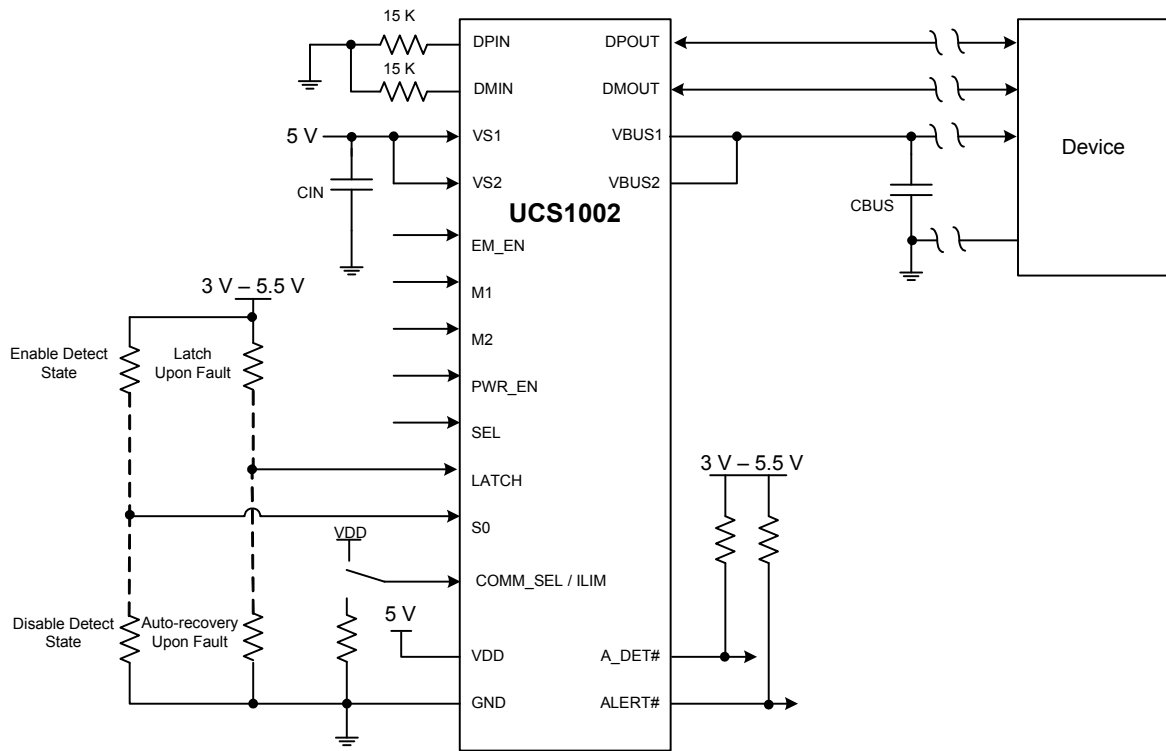 15 K
DPIN
DPOUT
15 K
DMIN
DMOUT
5 V
VS1
VBUS1
Device
CIN
VS2
VBUS2
CBUS
UCS1002
EM_EN
3 V – 5.5 V
M1
M2
Enable Detect
State
Latch
Upon Fault
PWR_EN
SEL
3 V – 5.5 V
LATCH
S0
VDD
COMM_SEL / ILIM
5 V
Disable Detect
State
Auto-recovery
Upon Fault
VDD
A_DET#
GND
ALERT#